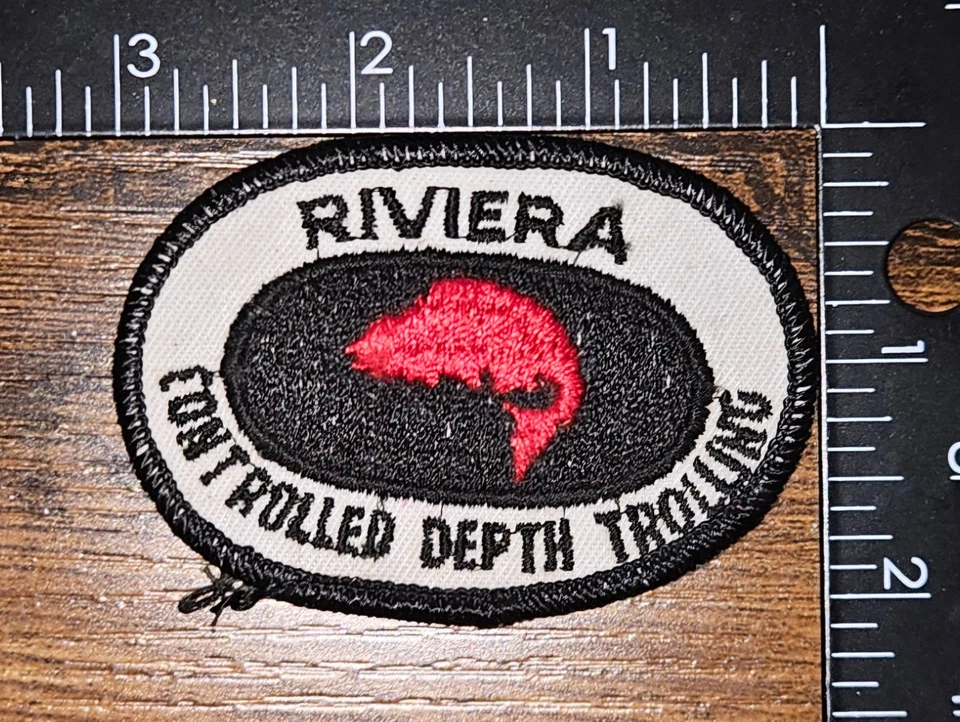 3 2 1
RIVIERA
CONTROLLED DEPTH TROLLING
1
2